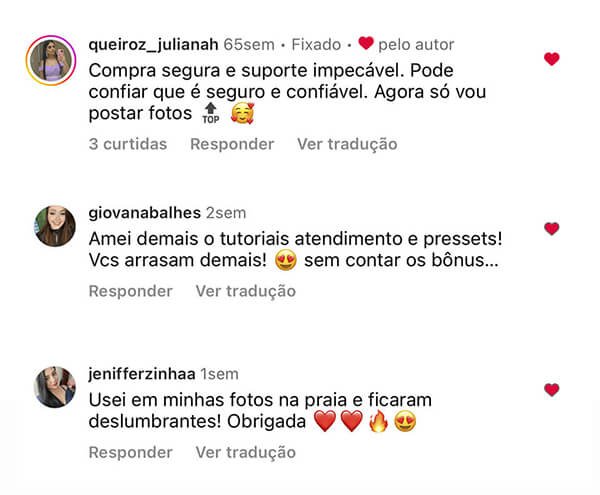 queiroz_julianah 65sem • Fixado • ❤️ pelo autor
Compra segura e suporte impecável. Pode
confiar que é seguro e confiável. Agora só vou
postar fotos 🔝 🥰
3 curtidas Responder Ver tradução
giovanabalhes 2sem
Amei demais o tutoriais atendimento e pressets!
Vcs arrasam demais! 😍 sem contar os bônus...
Responder Ver tradução
jenifferzinhaa 1sem
Usei em minhas fotos na praia e ficaram
deslumbrantes! Obrigada ❤️❤️🔥😍
Responder Ver tradução